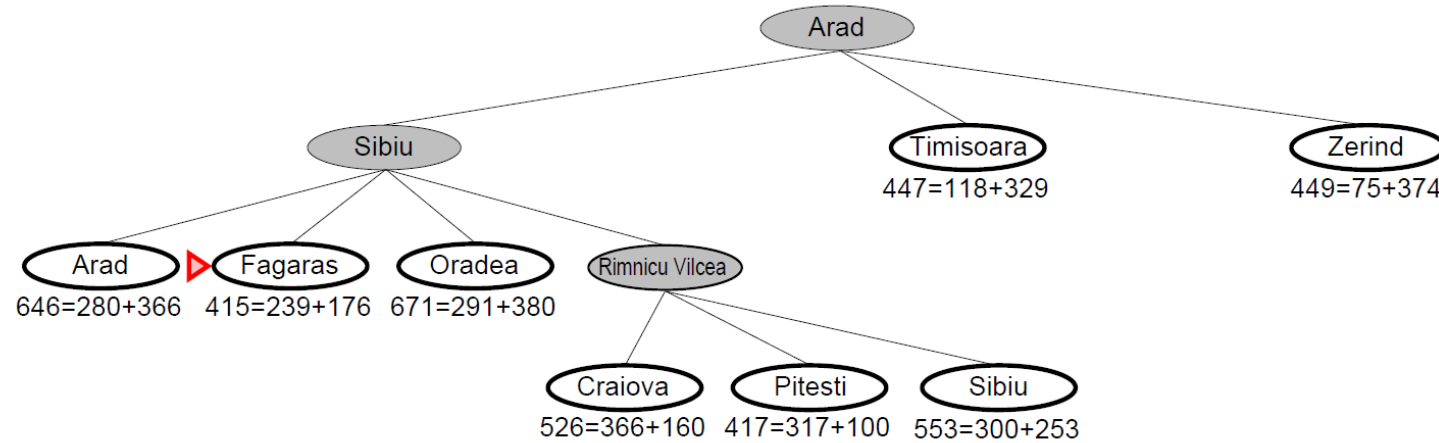 Arad
Sibiu
Timisoara
Zerind
447=118+329
449=75+374
Arad
Fagaras
Oradea
Rimnicu Vilcea
646=280+366
415=239+176
671=291+380
Craiova
Pitesti
Sibiu
526=366+160
417=317+100
553=300+253